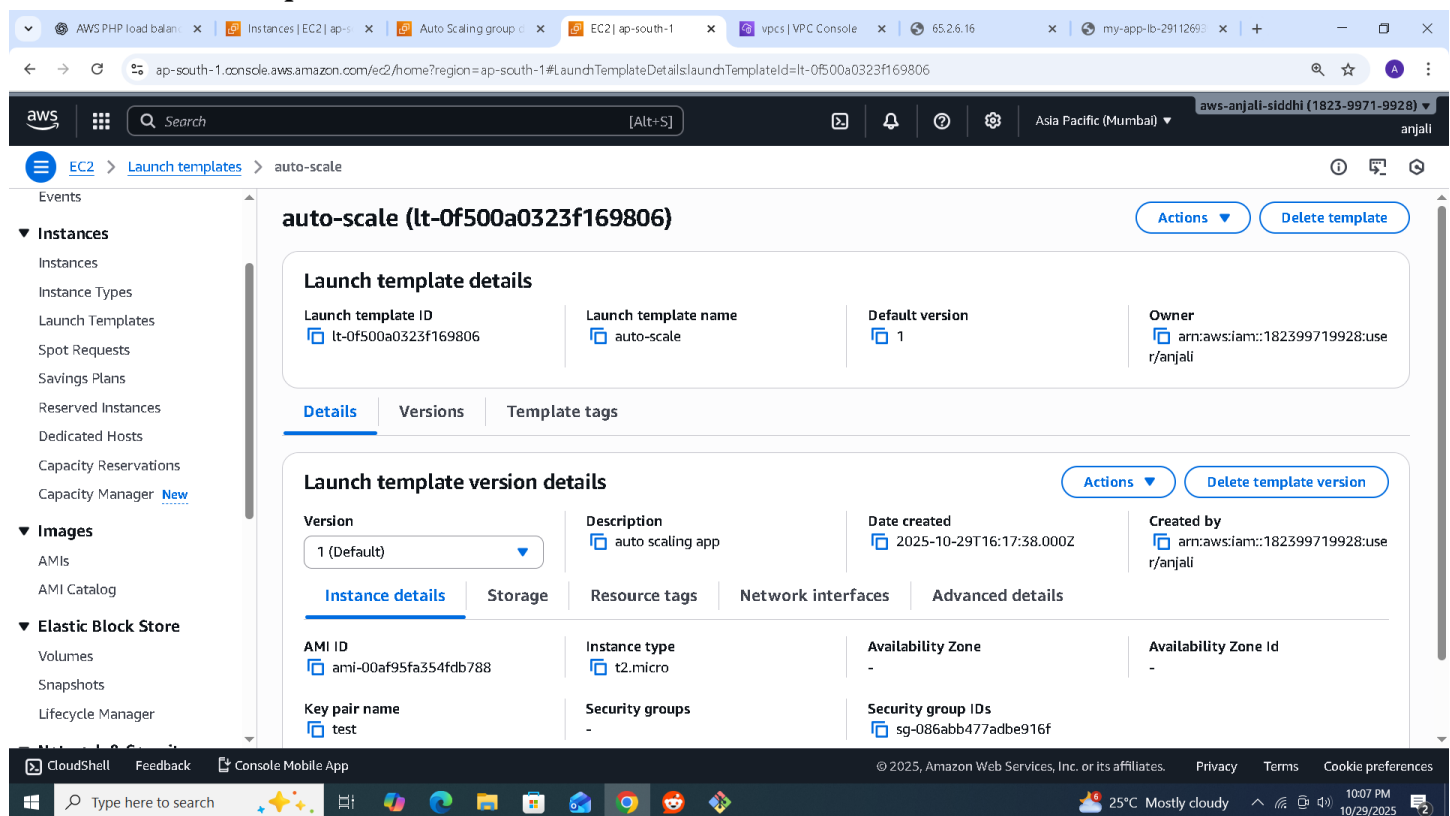 AWS PHP load balan
Instances | EC2 | ap-s
Auto Scaling group d
EC2 | ap-south-1
vpcs | VPC Console
65.2.6.16
my-app-lb-29112693
ap-south-1.console.aws.amazon.com/ec2/home?region=ap-south-1#LaunchTemplateDetails:launchTemplateId=lt-0f500a0323f169806
A
aws
Search
[Alt+S]
Asia Pacific (Mumbai)
aws-anjali-siddhi (1823-9971-9928)
anjali
EC2 > Launch templates > auto-scale
Events
Instances
Instances
Instance Types
Launch Templates
Spot Requests
Savings Plans
Reserved Instances
Dedicated Hosts
Capacity Reservations
Capacity Manager New
Images
AMIs
AMI Catalog
Elastic Block Store
Volumes
Snapshots
Lifecycle Manager
auto-scale (lt-0f500a0323f169806)
Actions
Delete template
Launch template details
Launch template ID
lt-0f500a0323f169806
Launch template name
auto-scale
Default version
1
Owner
arn:aws:iam::182399719928:use
r/anjali
Details
Versions
Template tags
Launch template version details
Actions
Delete template version
Version
1 (Default)
Description
auto scaling app
Date created
2025-10-29T16:17:38.000Z
Created by
arn:aws:iam::182399719928:use
r/anjali
Instance details
Storage
Resource tags
Network interfaces
Advanced details
AMI ID
ami-00af95fa354fdb788
Instance type
t2.micro
Availability Zone
-
Availability Zone Id
-
Key pair name
test
Security groups
-
Security group IDs
sg-086abb477adbe916f
CloudShell
Feedback
Console Mobile App
© 2025, Amazon Web Services, Inc. or its affiliates.
Privacy
Terms
Cookie preferences
Type here to search
25°C Mostly cloudy
10:07 PM
10/29/2025
2